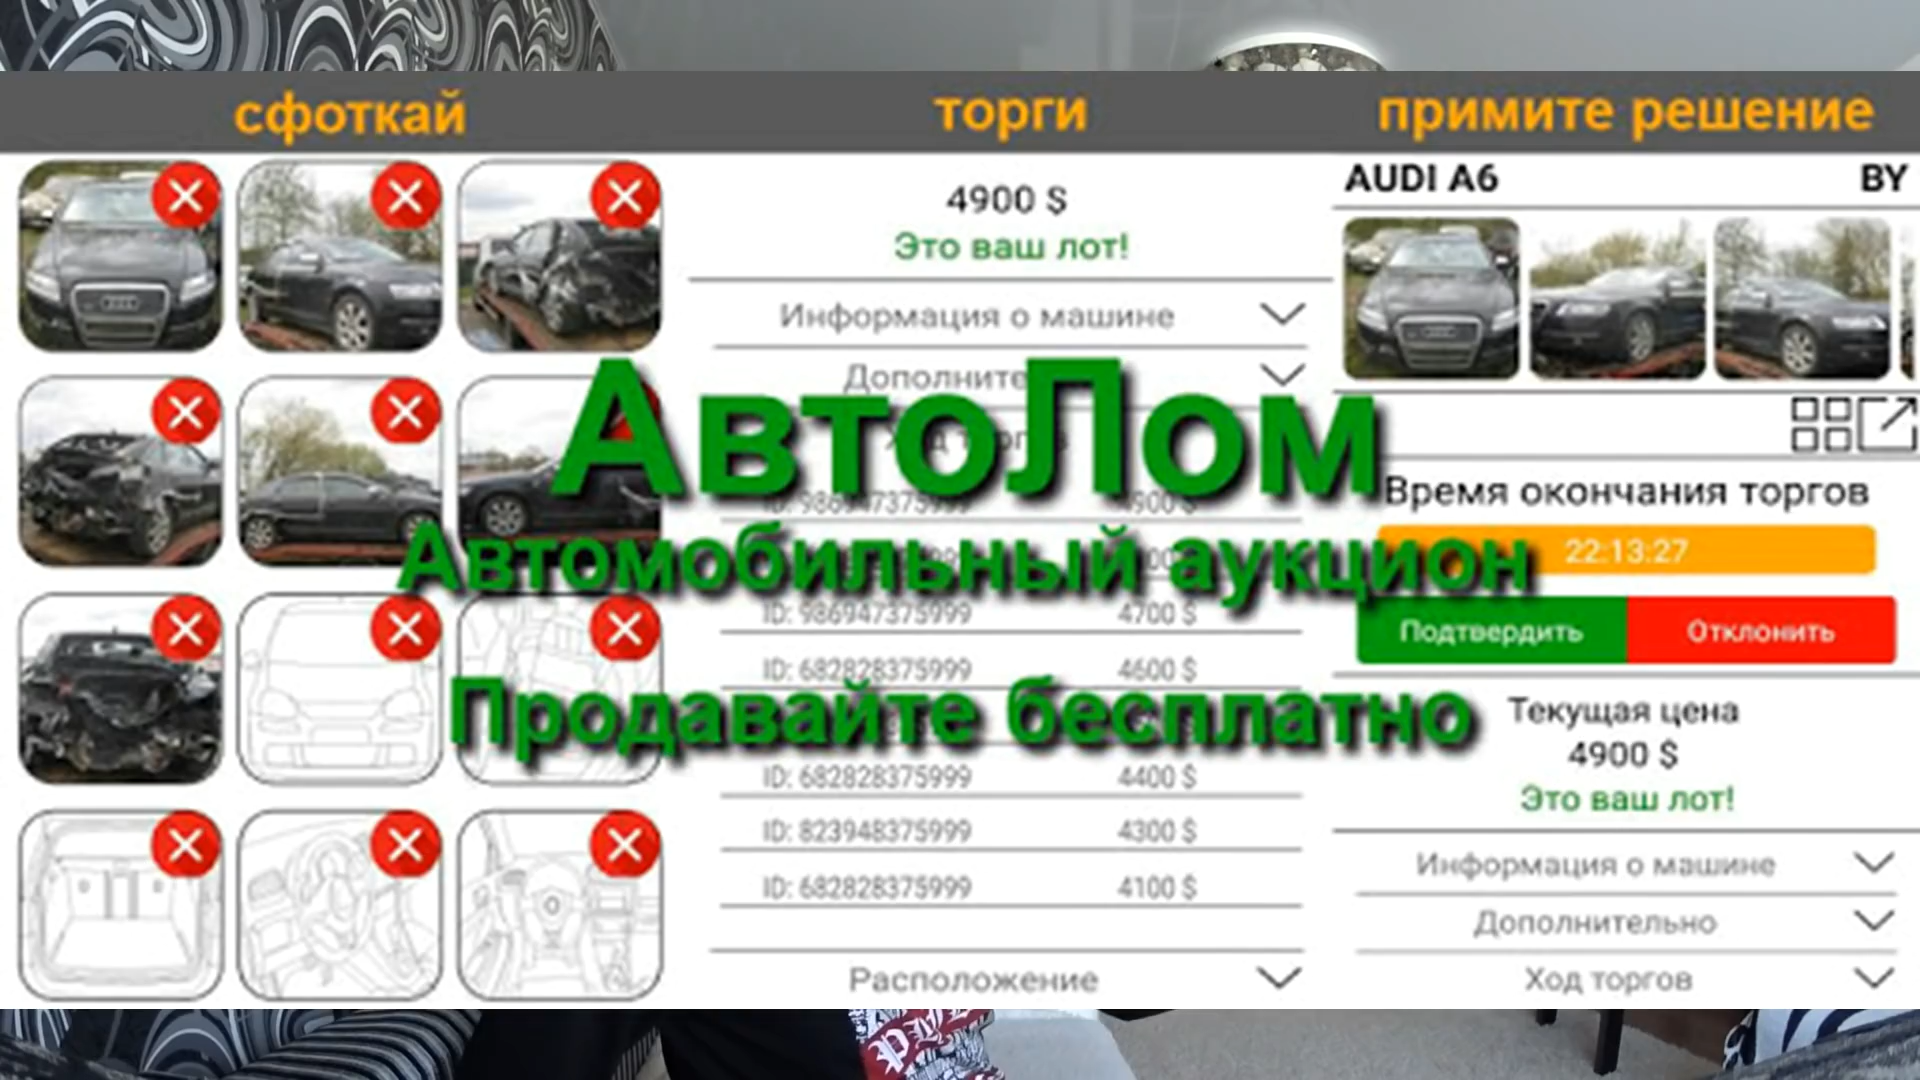 сфоткай
торги
примите решение
4900 $
Это ваш лот!
Информация о машине
AUDI A6
BY
АвтоЛом
Автомобильный аукцион
Продавайте бесплатно
ID: 986947375999 4700 $
ID: 682828375999 4600 $
ID: 682828375999 4400 $
ID: 823948375999 4300 $
ID: 682828375999 4100 $
Расположение
Время окончания торгов
22:13:27
Подтвердить
Отклонить
Текущая цена
4900 $
Это ваш лот!
Информация о машине
Дополнительно
Ход торгов